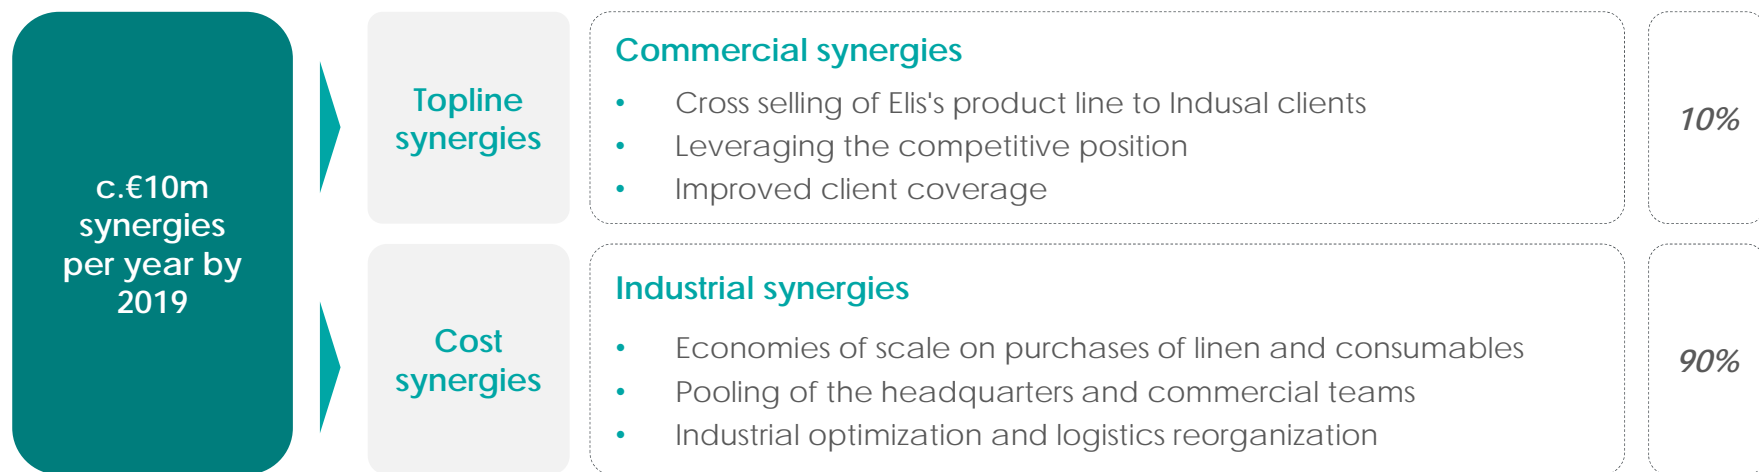 c.€10m
synergies
per year by
2019
Topline
synergies
Commercial synergies
• Cross selling of Elis's product line to Indusal clients
• Leveraging the competitive position
• Improved client coverage
10%
Cost
synergies
Industrial synergies
• Economies of scale on purchases of linen and consumables
• Pooling of the headquarters and commercial teams
• Industrial optimization and logistics reorganization
90%